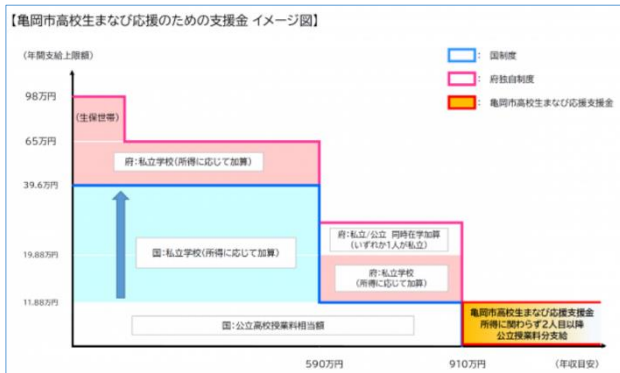 【亀岡市高校生まなび応援のための支援金 イメージ図】
(年間支給上限額)
: 国制度
: 府独自制度
: 亀岡市高校生まなび応援支援金
98万円
(生保世帯)
65万円
府:私立学校(所得に応じて加算)
39.6万円
府:私立/公立 同時在学加算
(いずれか1人が私立)
国:私立学校(所得に応じて加算)
19.88万円
府:私立学校
(所得に応じて加算)
11.88万円
亀岡市高校生まなび応援支援金
所得に関わらず2人目以降
公立授業料分支給
国:公立高校授業料相当額
590万円
910万円
(年収目安)